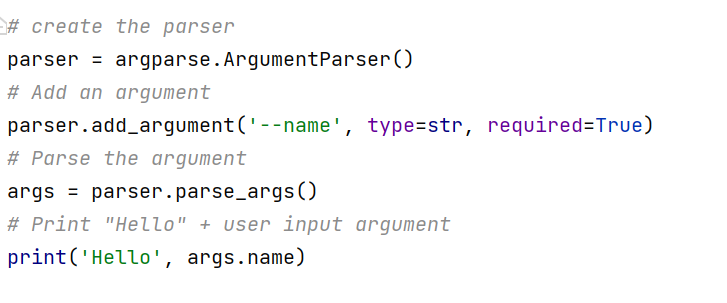 # create the parser
parser = argparse.ArgumentParser()
# Add an argument
parser.add_argument('--name', type=str, required=True)
# Parse the argument
args = parser.parse_args()
# Print "Hello" + user input argument
print('Hello', args.name)